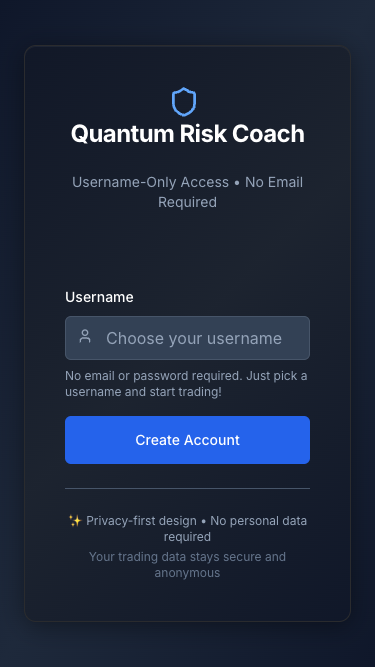 Quantum Risk Coach
Username-Only Access • No Email
Required
Username
Choose your username
No email or password required. Just pick a
username and start trading!
Create Account
✨ Privacy-first design • No personal data
required
Your trading data stays secure and
anonymous